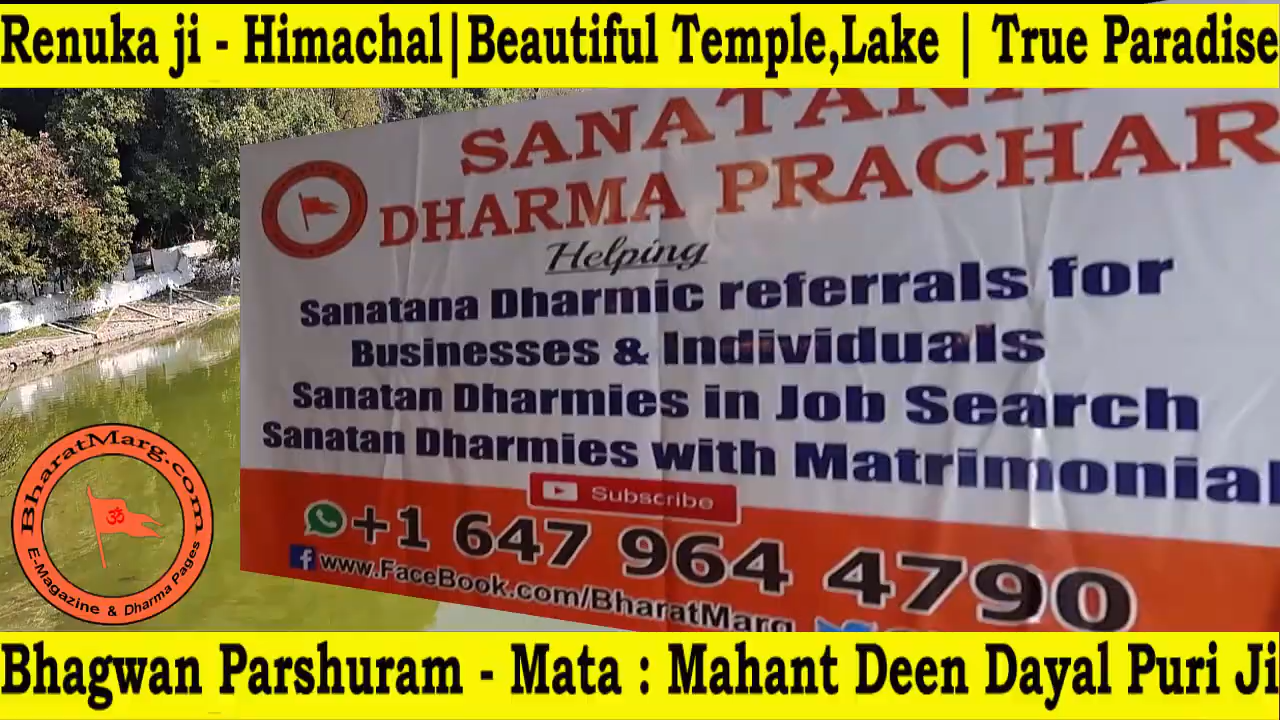 Renuka ji - Himachal|Beautiful Temple,Lake | True Paradise
SANATANA
DHARMA PRACHAR
Helping
Sanatana Dharmic referrals for
Businesses & Individuals
Sanatan Dharmies in Job Search
Sanatan Dharmies with Matrimonial
Subscribe
+1 647 964 4790
www.FaceBook.com/BharatMarg
BharatMarg.com
ॐ
E-Magazine & Dharma Pages
Bhagwan Parshuram - Mata : Mahant Deen Dayal Puri Ji